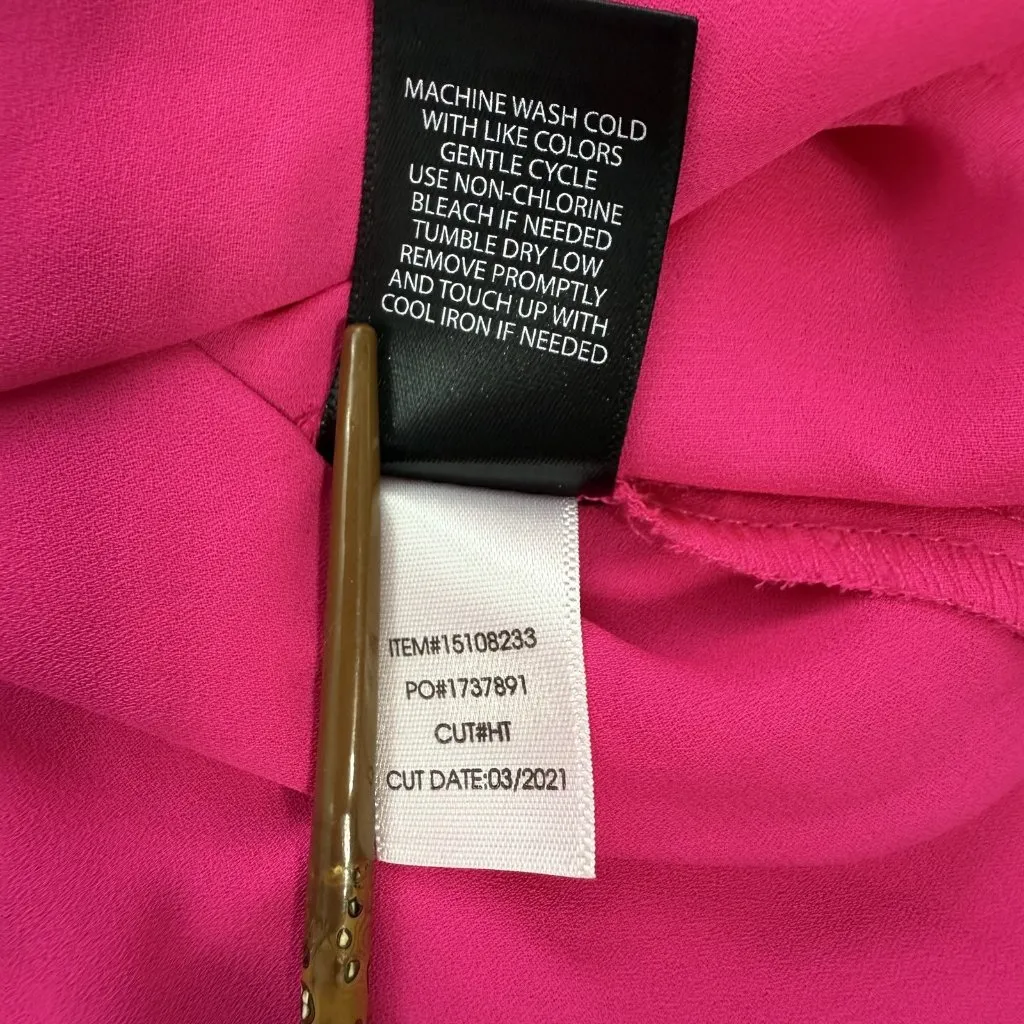 MACHINE WASH COLD
WITH LIKE COLORS
GENTLE CYCLE
USE NON-CHLORINE
BLEACH IF NEEDED
TUMBLE DRY LOW
REMOVE PROMPTLY
AND TOUCH UP WITH
COOL IRON IF NEEDED
ITEM#15108233
PO#1737891
CUT#HT
CUT DATE:03/2021